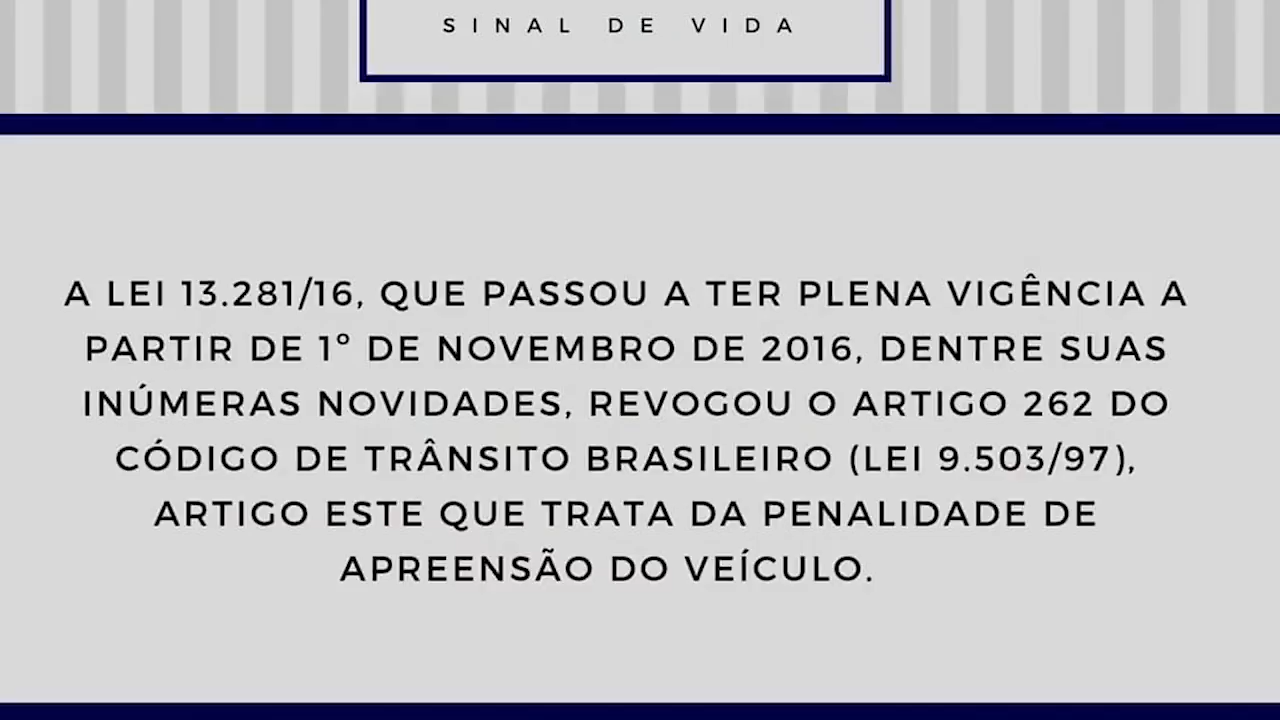 SINAL DE VIDA
A LEI 13.281/16, QUE PASSOU A TER PLENA VIGÊNCIA A
PARTIR DE 1º DE NOVEMBRO DE 2016, DENTRE SUAS
INÚMERAS NOVIDADES, REVOGOU O ARTIGO 262 DO
CÓDIGO DE TRÂNSITO BRASILEIRO (LEI 9.503/97),
ARTIGO ESTE QUE TRATA DA PENALIDADE DE
APREENSÃO DO VEÍCULO.